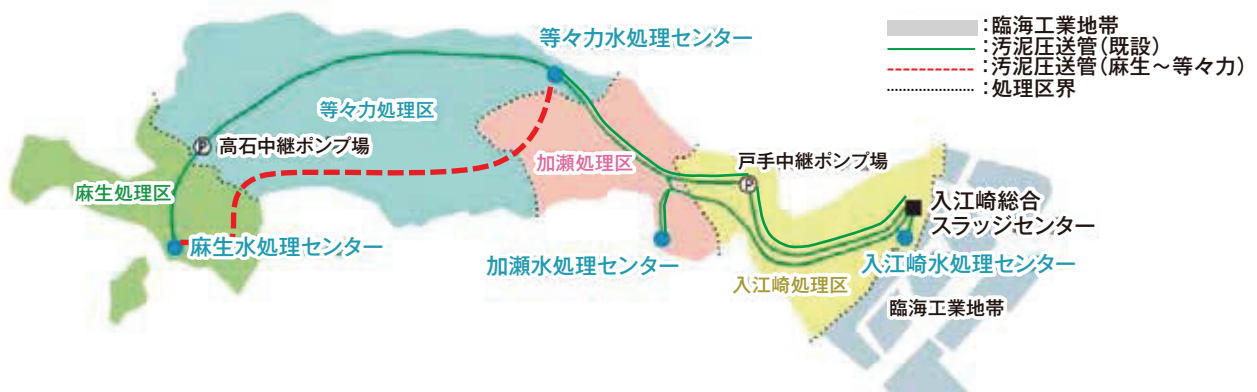 :臨海工業地帯
:汚泥圧送管(既設)
:汚泥圧送管(麻生～等々力)
:処理区界
等々力水処理センター
等々力処理区
P 高石中継ポンプ場
加瀬処理区
戸手中継ポンプ場
P
麻生処理区
入江崎総合
スラッジセンター
麻生水処理センター
加瀬水処理センター
入江崎水処理センター
入江崎処理区
臨海工業地帯